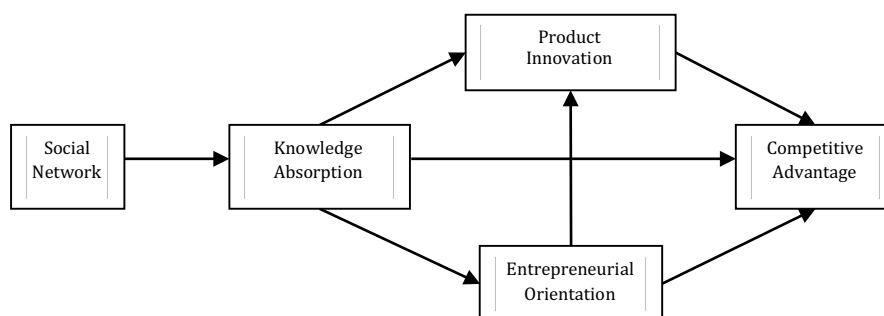 Product
Innovation
Social
Network
Knowledge
Absorption
Competitive
Advantage
Entrepreneurial
Orientation